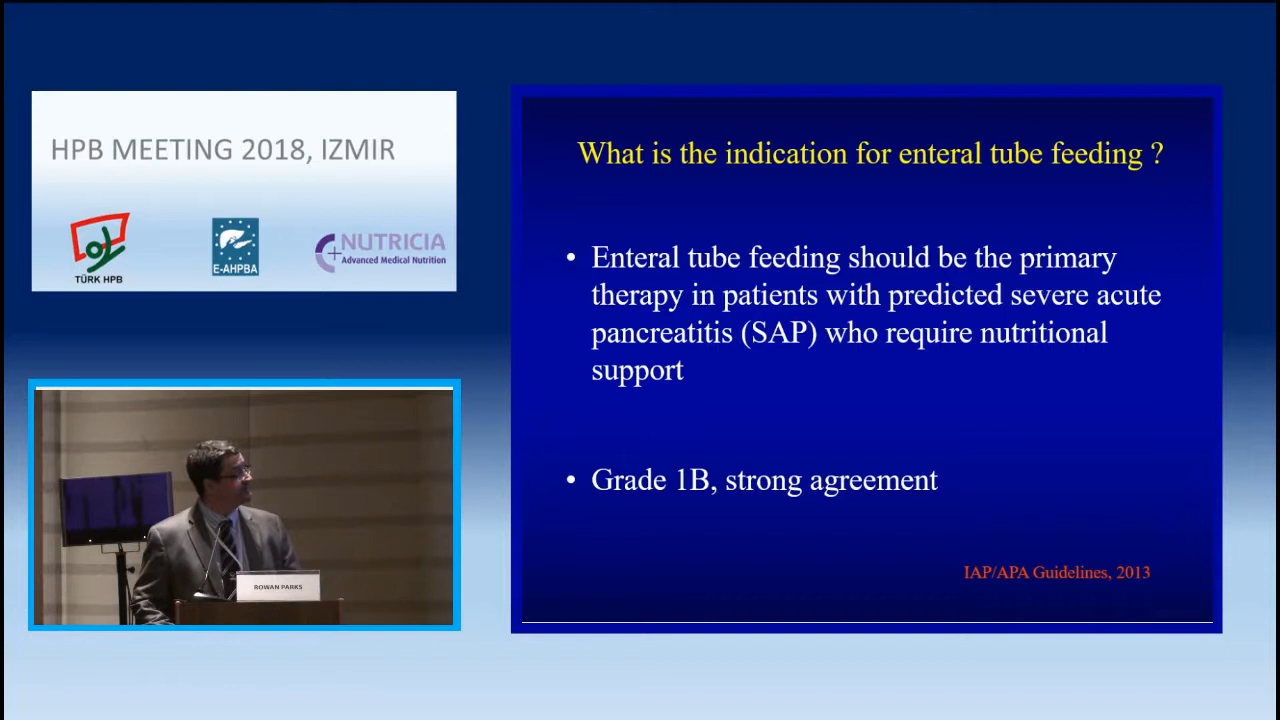 HPB MEETING 2018, IZMIR
TÜRK HPB
E-AHPBA
NUTRICIA
Advanced Medical Nutrition
ROWAN PARKS
What is the indication for enteral tube feeding ?
• Enteral tube feeding should be the primary
therapy in patients with predicted severe acute
pancreatitis (SAP) who require nutritional
support
• Grade 1B, strong agreement
IAP/APA Guidelines, 2013